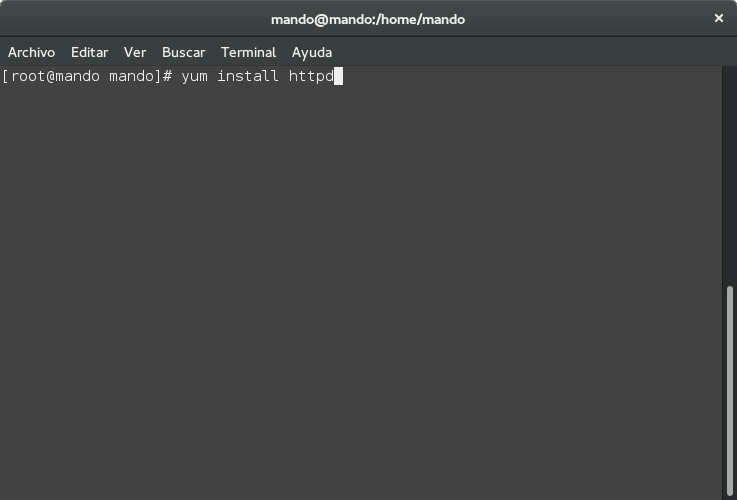 mando@mando:/home/mando
Archivo Editar Ver Buscar Terminal Ayuda
[root@mando mando]# yum install httpd